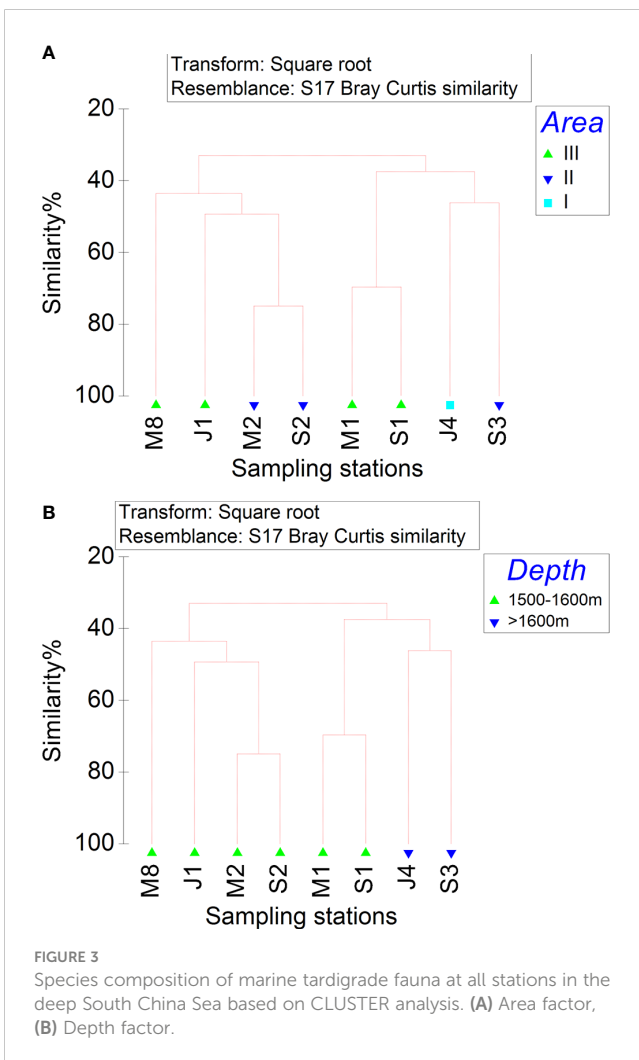 A
Transform: Square root
Resemblance: S17 Bray Curtis similarity
20
40
60
80
100
Similarity%
Area
III
II
I
M8
J1
M2
S2
M1
S1
J4
S3
Sampling stations
B
Transform: Square root
Resemblance: S17 Bray Curtis similarity
20
40
60
80
100
Similarity%
Depth
1500-1600m
>1600m
M8
J1
M2
S2
M1
S1
J4
S3
Sampling stations
FIGURE 3
Species composition of marine tardigrade fauna at all stations in the
deep South China Sea based on CLUSTER analysis. (A) Area factor,
(B) Depth factor.